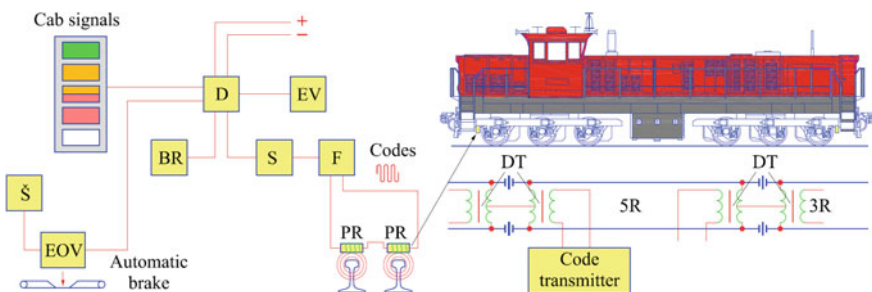 Cab signals
+
−
D
EV
BR
S
F
Codes
Š
EOV
Automatic
brake
PR
PR
DT
DT
5R
3R
Code
transmitter